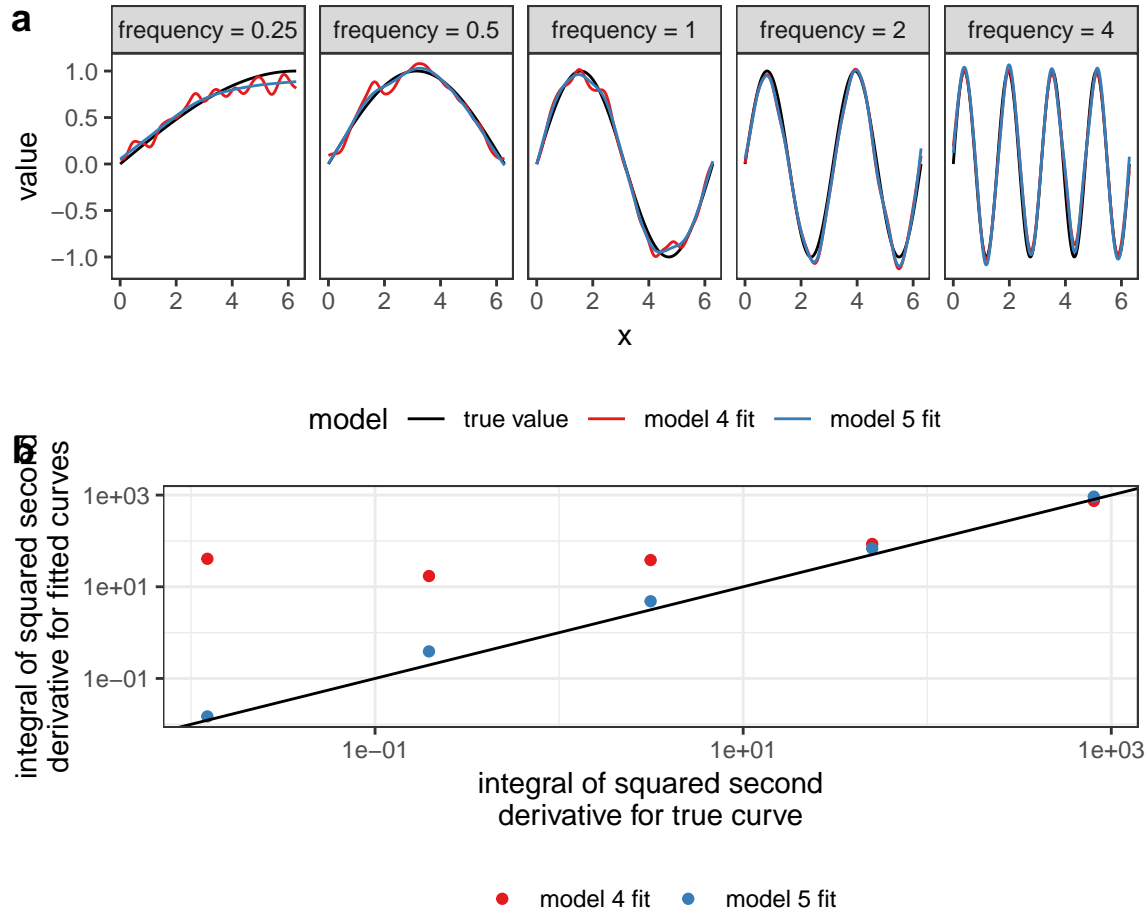 a
frequency = 0.25
frequency = 0.5
frequency = 1
frequency = 2
frequency = 4
value
1.0
0.5
0.0
−0.5
−1.0
0 2 4 6
0 2 4 6
0 2 4 6
0 2 4 6
0 2 4 6
x
model
true value
model 4 fit
model 5 fit
b
integral of squared second
derivative for fitted curves
1e+03
1e+01
1e−01
1e−01 1e+01 1e+03
integral of squared second
derivative for true curve
model 4 fit
model 5 fit